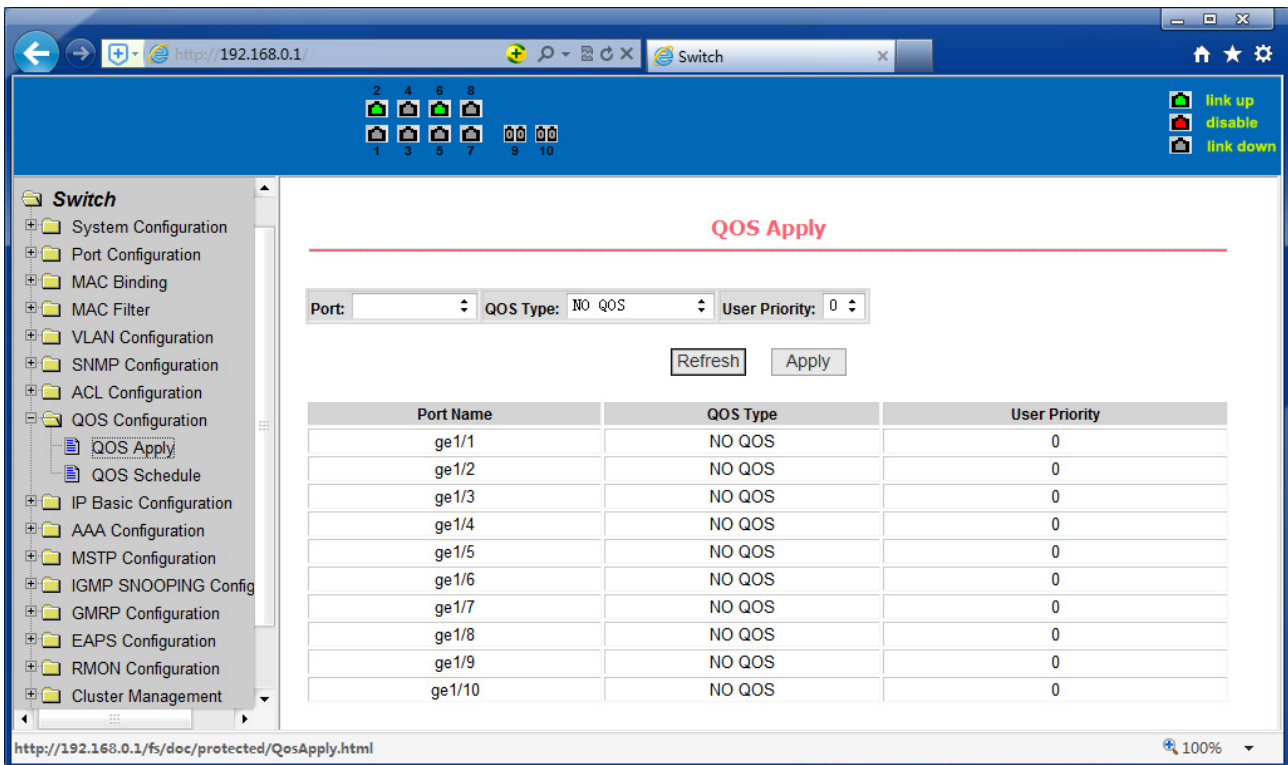 http://192.168.0.1/
Switch
2 4 6 8
1 3 5 7 9 10
link up
disable
link down
Switch
System Configuration
Port Configuration
MAC Binding
MAC Filter
VLAN Configuration
SNMP Configuration
ACL Configuration
QOS Configuration
QOS Apply
QOS Schedule
IP Basic Configuration
AAA Configuration
MSTP Configuration
IGMP SNOOPING Config
GMRP Configuration
EAPS Configuration
RMON Configuration
Cluster Management
QOS Apply
Port: QOS Type: NO QOS User Priority: 0
Refresh Apply
Port Name QOS Type User Priority
ge1/1 NO QOS 0
ge1/2 NO QOS 0
ge1/3 NO QOS 0
ge1/4 NO QOS 0
ge1/5 NO QOS 0
ge1/6 NO QOS 0
ge1/7 NO QOS 0
ge1/8 NO QOS 0
ge1/9 NO QOS 0
ge1/10 NO QOS 0
http://192.168.0.1/fs/doc/protected/QosApply.html
100%